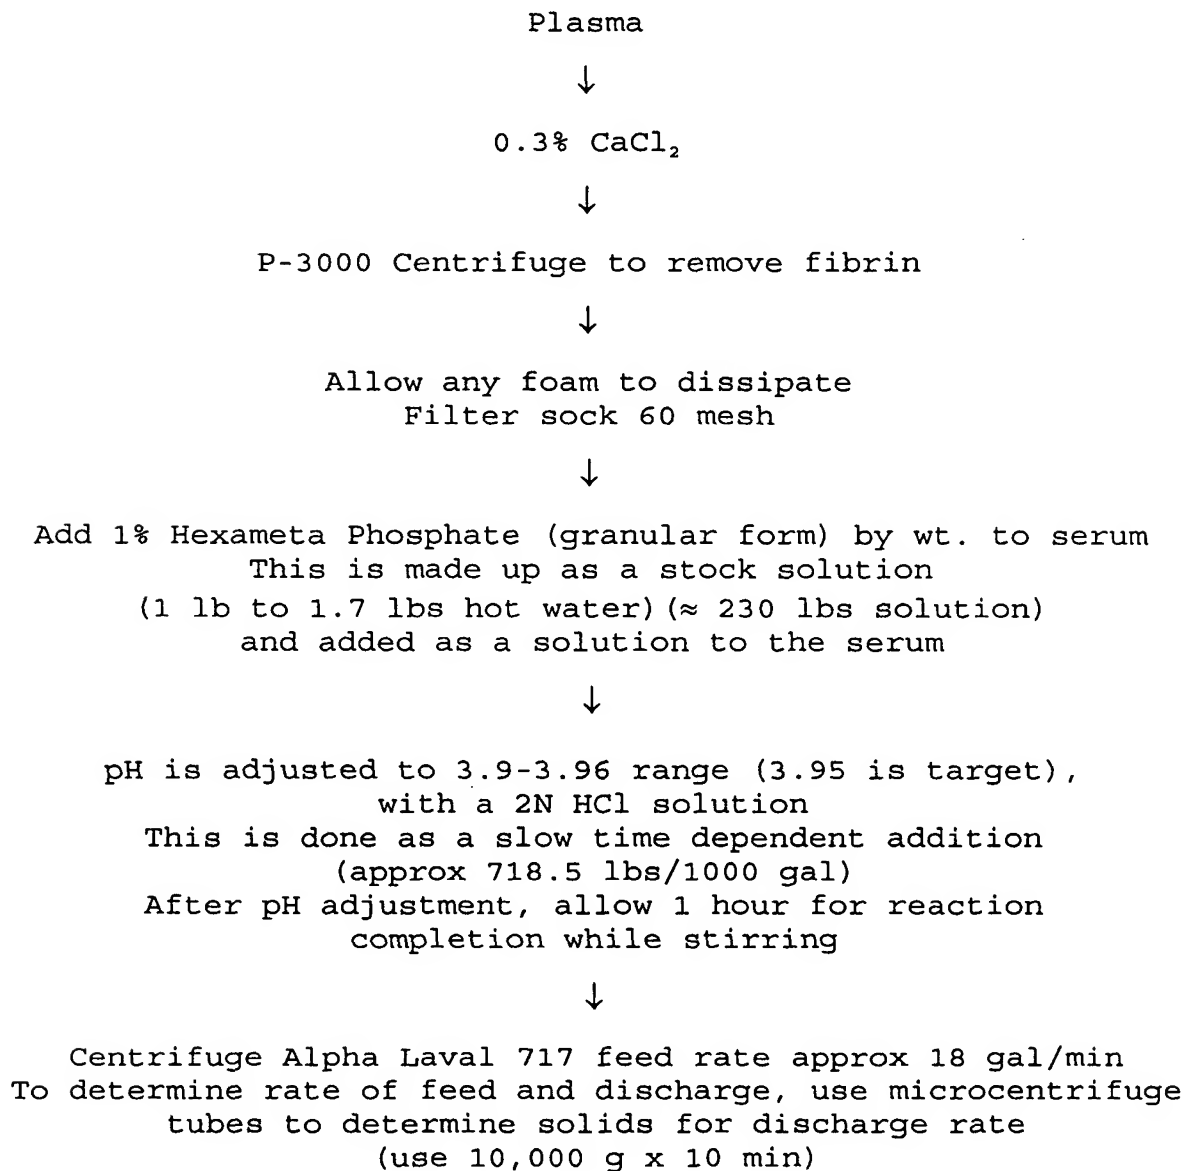 Plasma
↓
0.3% CaCl₂
↓
P-3000 Centrifuge to remove fibrin
↓
Allow any foam to dissipate
Filter sock 60 mesh
↓
Add 1% Hexameta Phosphate (granular form) by wt. to serum
This is made up as a stock solution
(1 lb to 1.7 lbs hot water) (≈ 230 lbs solution)
and added as a solution to the serum
↓
pH is adjusted to 3.9-3.96 range (3.95 is target),
with a 2N HCl solution
This is done as a slow time dependent addition
(approx 718.5 lbs/1000 gal)
After pH adjustment, allow 1 hour for reaction
completion while stirring
↓
Centrifuge Alpha Laval 717 feed rate approx 18 gal/min
To determine rate of feed and discharge, use microcentrifuge
tubes to determine solids for discharge rate
(use 10,000 g x 10 min)